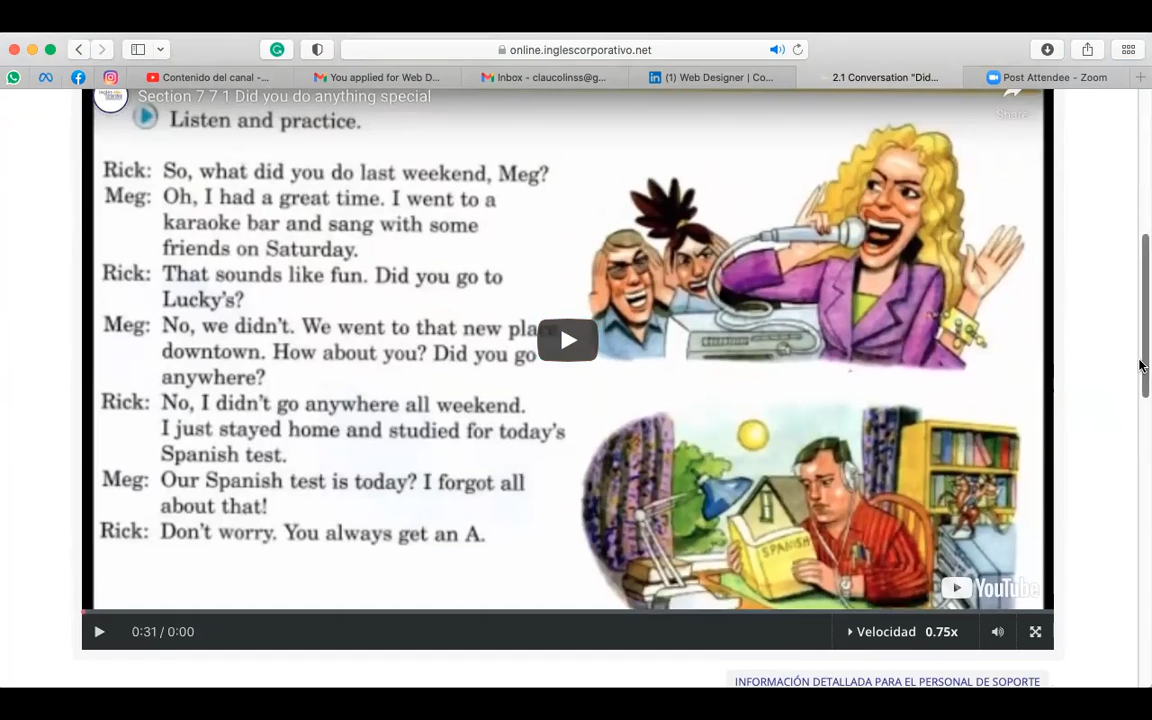 online.inglescorporativo.net
Contenido del canal -...
You applied for Web D...
Inbox - claucolinss@g...
(1) Web Designer | Co...
2.1 Conversation "Did...
Post Attendee - Zoom
Section 7 7 1 Did you do anything special
Share
Listen and practice.
Rick: So, what did you do last weekend, Meg?
Meg: Oh, I had a great time. I went to a
karaoke bar and sang with some
friends on Saturday.
Rick: That sounds like fun. Did you go to
Lucky's?
Meg: No, we didn't. We went to that new place
downtown. How about you? Did you go
anywhere?
Rick: No, I didn't go anywhere all weekend.
I just stayed home and studied for today's
Spanish test.
Meg: Our Spanish test is today? I forgot all
about that!
Rick: Don't worry. You always get an A.
SPANISH
YouTube
0:31 / 0:00
Velocidad 0.75x
INFORMACIÓN DETALLADA PARA EL PERSONAL DE SOPORTE